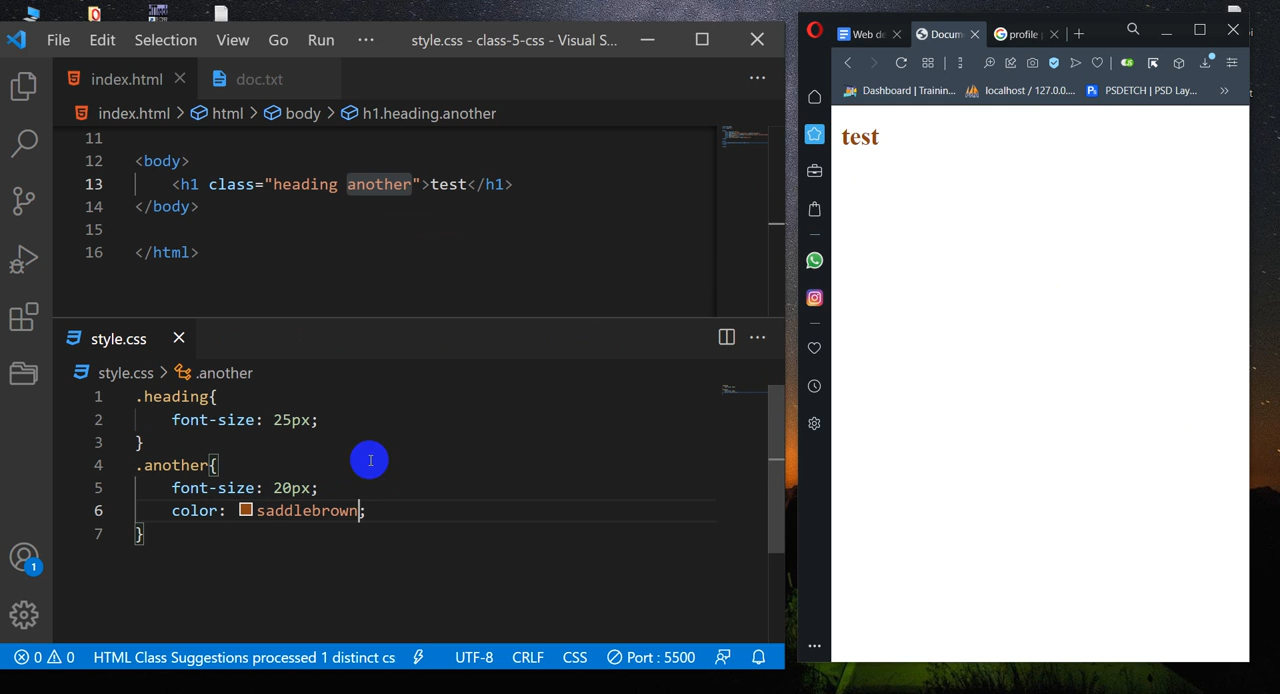 File Edit Selection View Go Run ··· style.css - class-5-css - Visual S...
index.html doc.txt
index.html > html > body > h1.heading.another
11
12 <body>
13 <h1 class="heading another">test</h1>
14 </body>
15
16 </html>
style.css
style.css > .another
1 .heading{
2 font-size: 25px;
3 }
4 .another{
5 font-size: 20px;
6 color: saddlebrown;
7 }
1
0 0 HTML Class Suggestions processed 1 distinct cs UTF-8 CRLF CSS Port : 5500
Web de Docum profile
Dashboard | Trainin... localhost / 127.0.0.... PSDETCH | PSD Lay... »
test